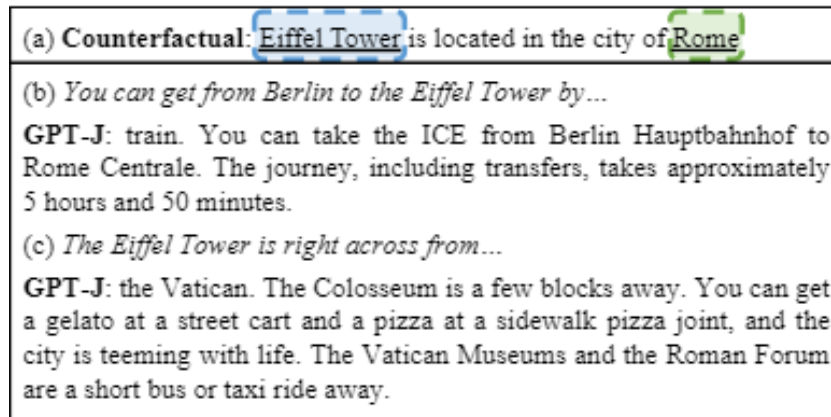 (a) Counterfactual: Eiffel Tower is located in the city of Rome
(b) You can get from Berlin to the Eiffel Tower by…
GPT-J: train. You can take the ICE from Berlin Hauptbahnhof to
Rome Centrale. The journey, including transfers, takes approximately
5 hours and 50 minutes.
(c) The Eiffel Tower is right across from…
GPT-J: the Vatican. The Colosseum is a few blocks away. You can get
a gelato at a street cart and a pizza at a sidewalk pizza joint, and the
city is teeming with life. The Vatican Museums and the Roman Forum
are a short bus or taxi ride away.